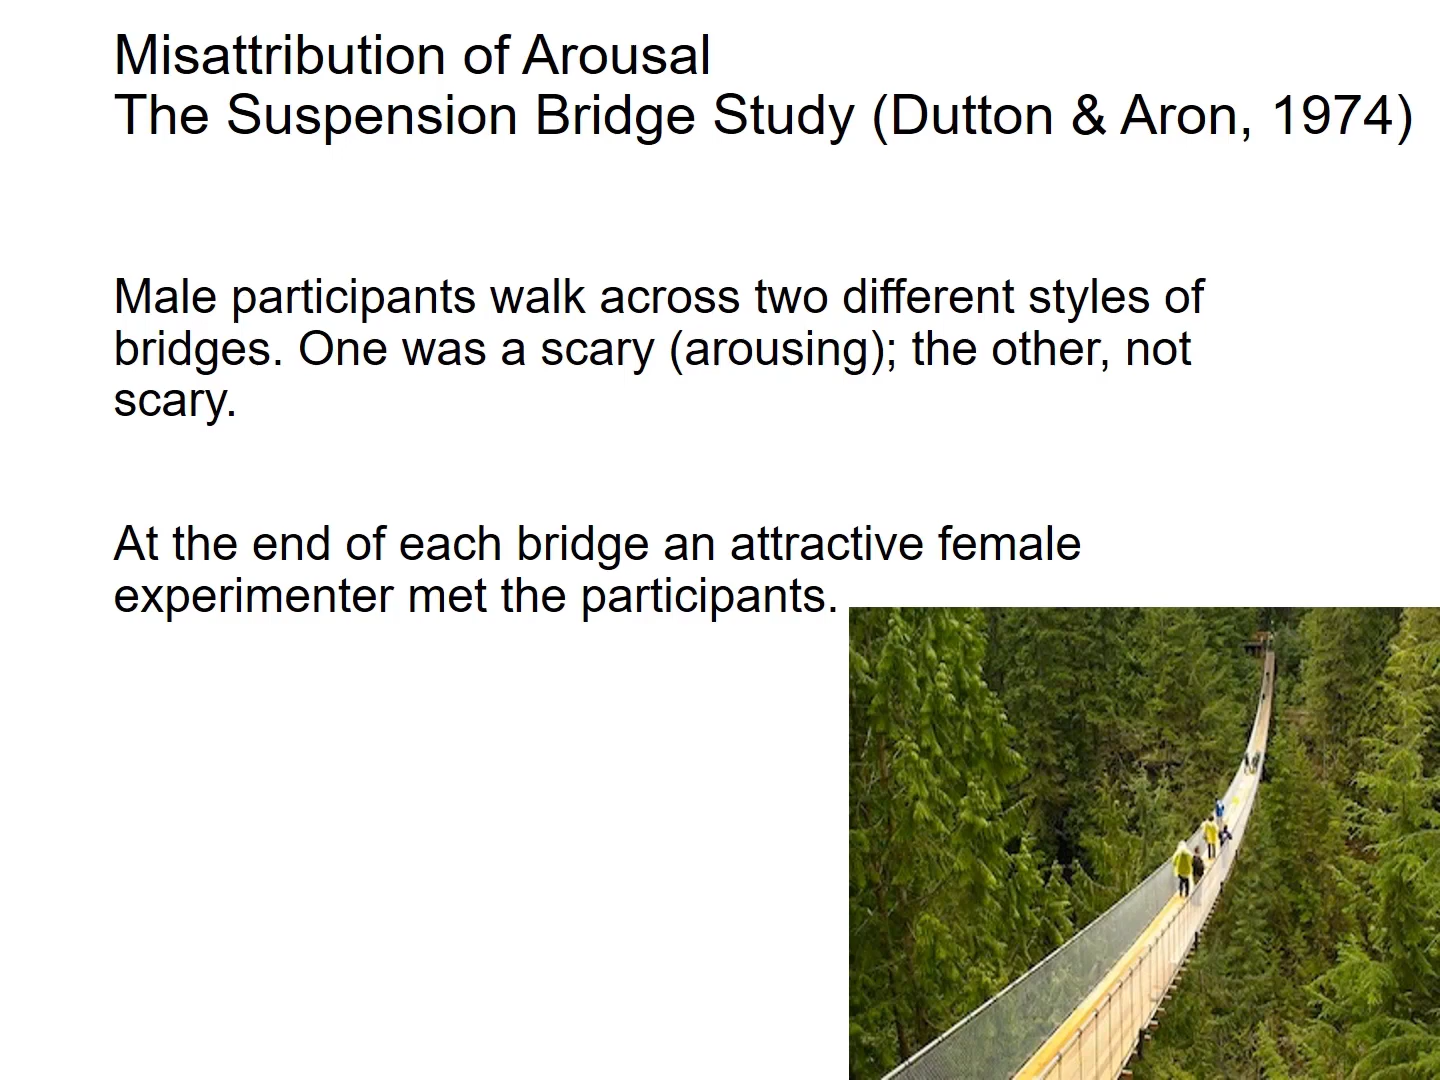 Misattribution of Arousal
The Suspension Bridge Study (Dutton & Aron, 1974)
Male participants walk across two different styles of
bridges. One was a scary (arousing); the other, not
scary.
At the end of each bridge an attractive female
experimenter met the participants.